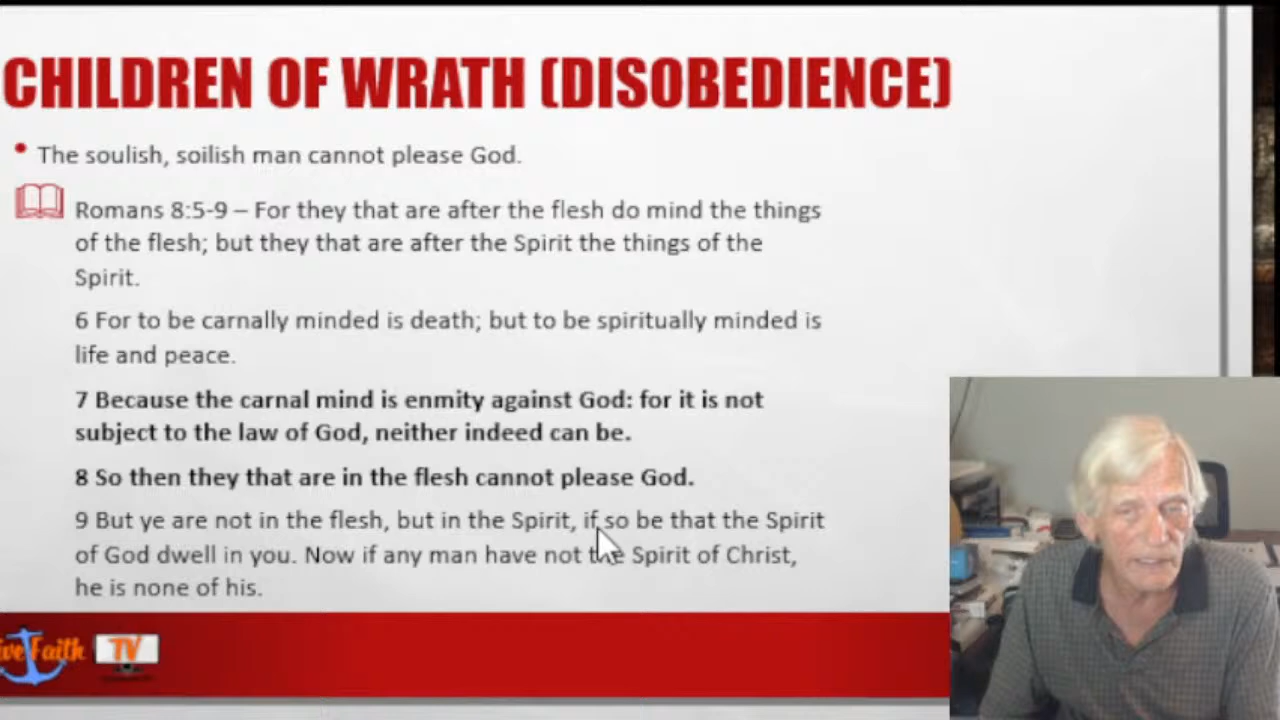 CHILDREN OF WRATH (DISOBEDIENCE)
The soulish, soilish man cannot please God.
Romans 8:5-9 – For they that are after the flesh do mind the things
of the flesh; but they that are after the Spirit the things of the
Spirit.
6 For to be carnally minded is death; but to be spiritually minded is
life and peace.
7 Because the carnal mind is enmity against God: for it is not
subject to the law of God, neither indeed can be.
8 So then they that are in the flesh cannot please God.
9 But ye are not in the flesh, but in the Spirit, if so be that the Spirit
of God dwell in you. Now if any man have not the Spirit of Christ,
he is none of his.
ive Faith TV